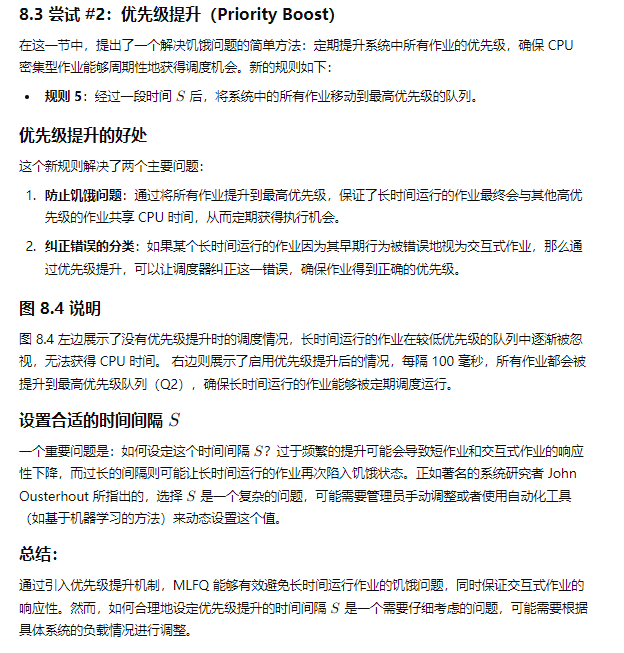 8.3 尝试 #2：优先级提升（Priority Boost）
在这一节中，提出了一个解决饥饿问题的简单方法：定期提升系统中所有作业的优先级，确保 CPU
密集型作业能够周期性地获得调度机会。新的规则如下：
• 规则 5：经过一段时间 S 后，将系统中的所有作业移动到最高优先级的队列。
优先级提升的好处
这个新规则解决了两个主要问题：
1. 防止饥饿问题：通过将所有作业提升到最高优先级，保证了长时间运行的作业最终会与其他高优
先级的作业共享 CPU 时间，从而定期获得执行机会。
2. 纠正错误的分类：如果某个长时间运行的作业因为其早期行为被错误地视为交互式作业，那么通
过优先级提升，可以让调度器纠正这一错误，确保作业得到正确的优先级。
图 8.4 说明
图 8.4 左边展示了没有优先级提升时的调度情况，长时间运行的作业在较低优先级的队列中逐渐被忽
视，无法获得 CPU 时间。 右边则展示了启用优先级提升后的情况，每隔 100 毫秒，所有作业都会被
提升到最高优先级队列（Q2），确保长时间运行的作业能够被定期调度运行。
设置合适的时间间隔 S
一个重要问题是：如何设定这个时间间隔 S？过于频繁的提升可能会导致短作业和交互式作业的响应
性下降，而过长的间隔则可能让长时间运行的作业再次陷入饥饿状态。正如著名的系统研究者 John
Ousterhout 所指出的，选择 S 是一个复杂的问题，可能需要管理员手动调整或者使用自动化工具
（如基于机器学习的方法）来动态设置这个值。
总结：
通过引入优先级提升机制，MLFQ 能够有效避免长时间运行作业的饥饿问题，同时保证交互式作业的
响应性。然而，如何合理地设定优先级提升的时间间隔 S 是一个需要仔细考虑的问题，可能需要根据
具体系统的负载情况进行调整。